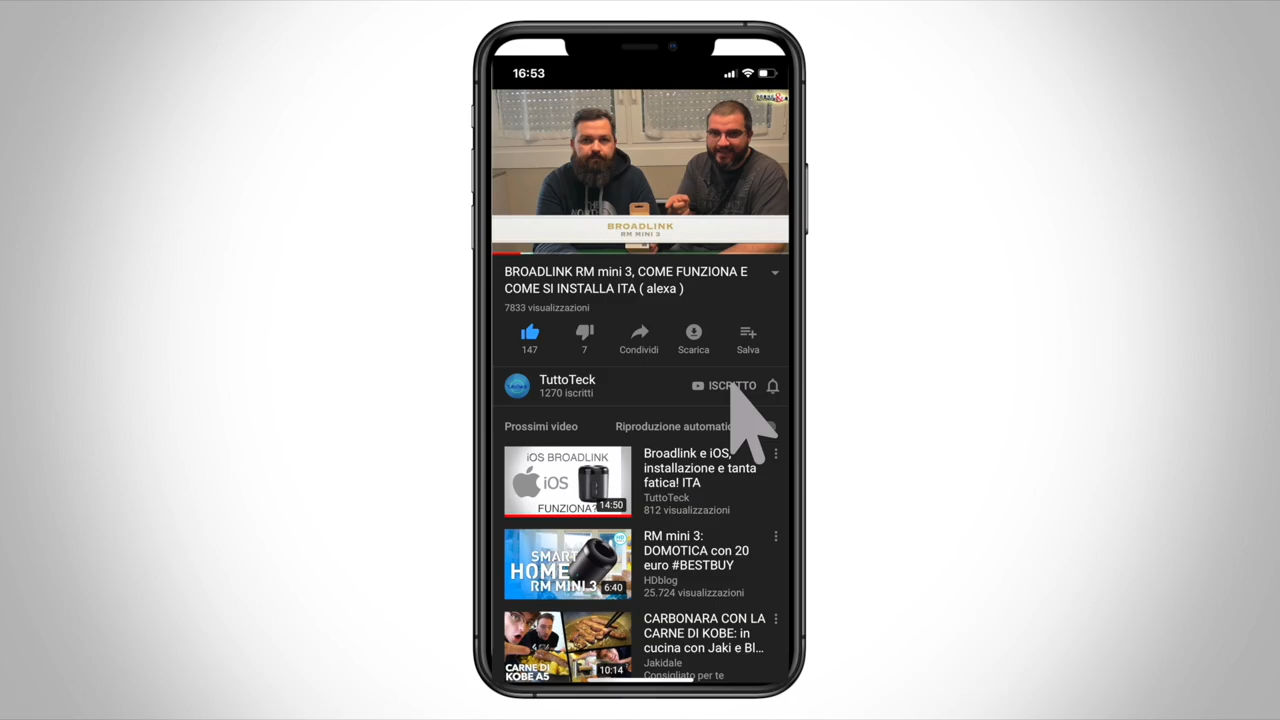 16:53
BROADLINK
RM MINI 3
BROADLINK RM mini 3, COME FUNZIONA E
COME SI INSTALLA ITA ( alexa )
7833 visualizzazioni
147
7
Condividi
Scarica
Salva
TuttoTeck
1270 iscritti
ISCRITTO
Prossimi video
Riproduzione automatic
iOS BROADLINK
iOS
FUNZIONA?
14:50
Broadlink e iOS,
installazione e tanta
fatica! ITA
TuttoTeck
812 visualizzazioni
SMART
HOME
RM MINI 3
6:40
RM mini 3:
DOMOTICA con 20
euro #BESTBUY
HDblog
25.724 visualizzazioni
CARNE DI
KOBE A5
10:14
CARBONARA CON LA
CARNE DI KOBE: in
cucina con Jaki e Bl...
Jakidale
Consigliato per te